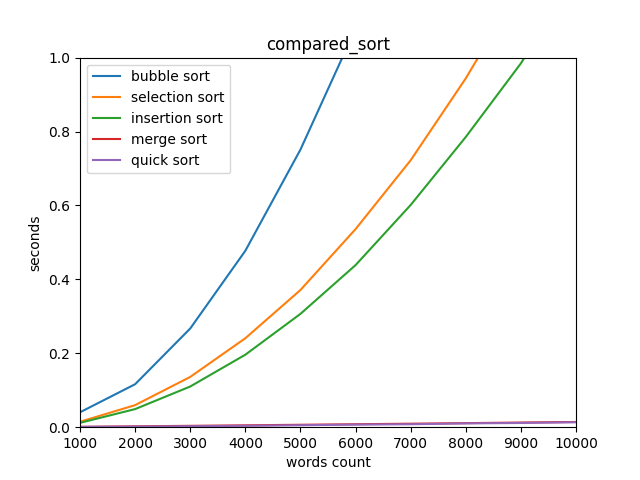 compared_sort
bubble sort
selection sort
insertion sort
merge sort
quick sort
seconds
1.0
0.8
0.6
0.4
0.2
0.0
1000 2000 3000 4000 5000 6000 7000 8000 9000 10000
words count